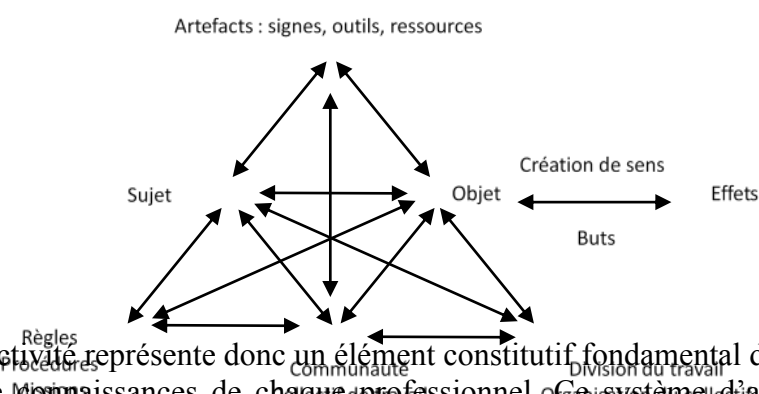 Artefacts : signes, outils, ressources
Création de sens
Sujet
Objet
Effets
Buts
Règles
ctivité représente donc un élément constitutif fondamental d
Procédures
Communauté
Division du travail
connaissances de chaque professionnel. Ce système d'a
Missions